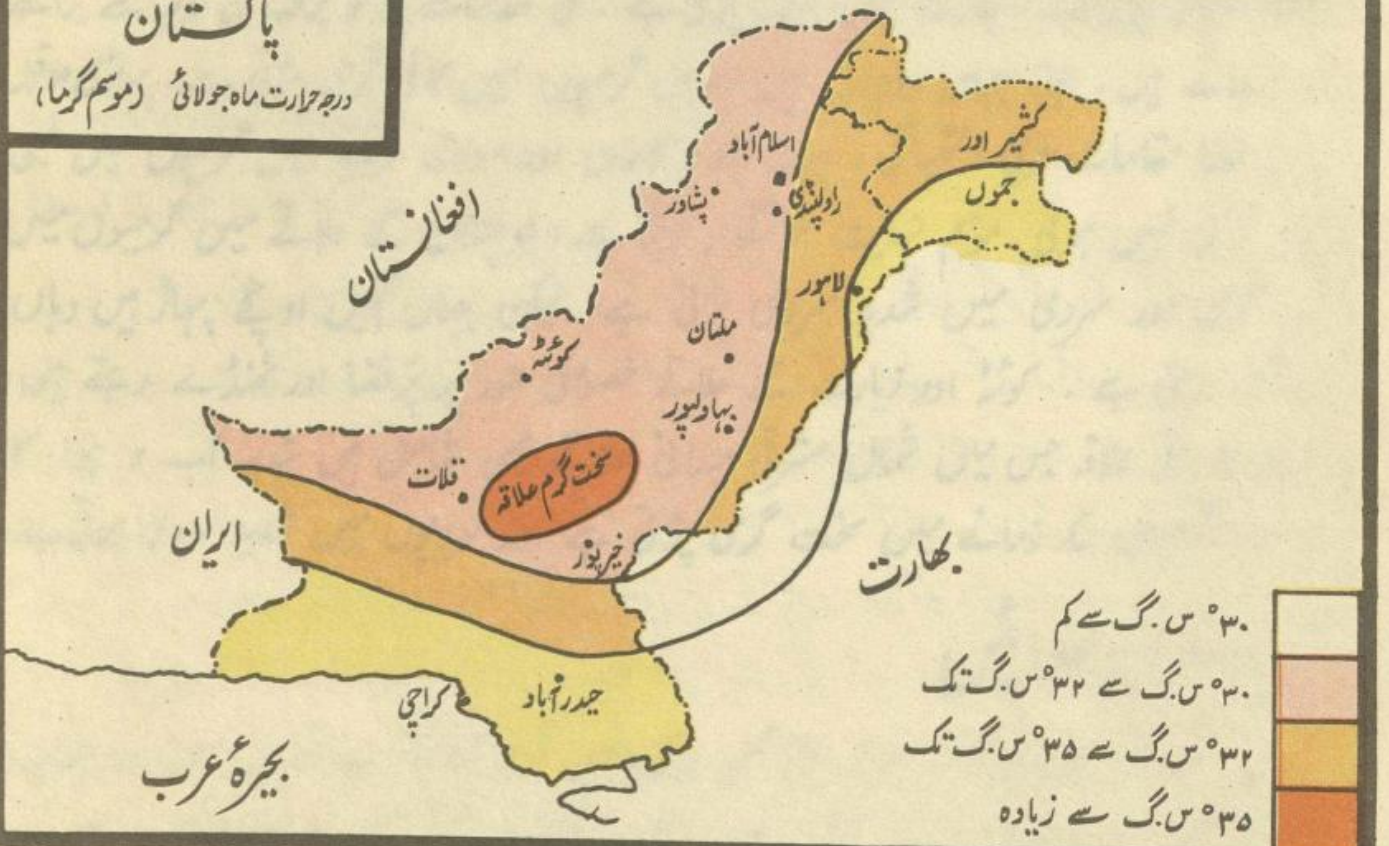 پاکستان
درجہ حرارت ماہ جولائی (موسم گرما)
کشمیر اور
جموں
اسلام آباد
پشاور
راولپنڈی
افغانستان
لاہور
ملتان
کوئٹہ
بہاولپور
سخت گرم علاقہ
قلات
ایران
خیرپور
بھارت
حیدرآباد
کراچی
بحیرۂ عرب
۳۰° س.گ سے کم
۳۰° س.گ سے ۳۲° س.گ تک
۳۲° س.گ سے ۳۵° س.گ تک
۳۵° س.گ سے زیادہ